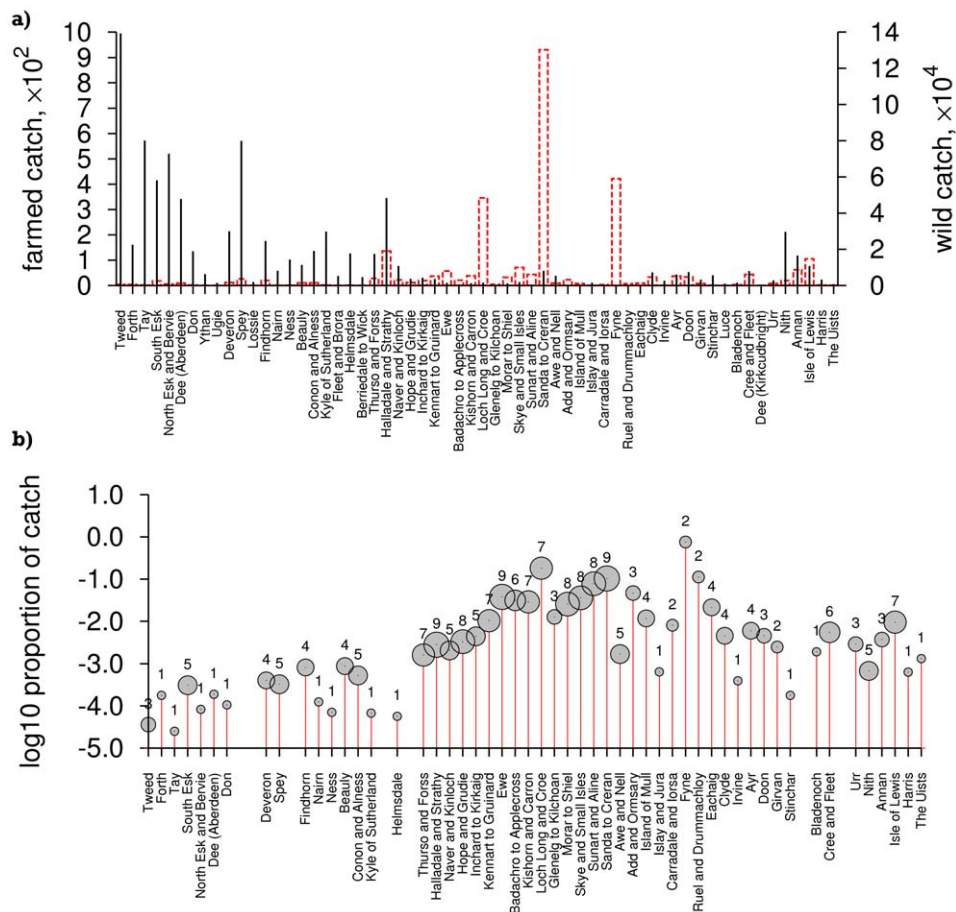 a)
farmed catch, ×10²
10
9
8
7
6
5
4
3
2
1
0
14
12
10
8
6
4
2
0
wild catch, ×10⁴
Tweed
Forth
Tay
South Esk
North Esk and Bervie
Dee (Aberdeen)
Don
Ythan
Ugie
Deveron
Spey
Lossie
Findhorn
Nairn
Ness
Beauly
Conon and Alness
Kyle of Sutherland
Fleet and Brora
Helmsdale
Berriedale to Wick
Thurso and Forss
Halladale and Strathy
Naver and Kinloch
Hope and Grudie
Inchard to Kirkaig
Kennart to Gruinard
Ewe
Badachro to Applecross
Kishorn and Carron
Loch Long and Croe
Glenelg to Kilchoan
Morar to Shiel
Skye and Small Isles
Sunart and Aline
Sanda to Creran
Awe and Nell
Add and Ormsary
Island of Mull
Islay and Jura
Carradale and Iorsa
Fyne
Ruel and Drummachloy
Eachaig
Clyde
Irvine
Ayr
Doon
Girvan
Stinchar
Luce
Bladenoch
Cree and Fleet
Dee (Kirkcudbright)
Urr
Nith
Annan
Isle of Lewis
Harris
The Uists
b)
log10 proportion of catch
1.0
0.0
-1.0
-2.0
-3.0
-4.0
-5.0
3
1
1
5
1
1
1
4
5
4
1
1
4
5
1
1
7
9
5
8
5
7
9
6
7
7
3
8
8
8
9
5
3
4
1
2
2
2
4
4
1
4
3
2
1
1
6
3
5
3
7
1
1
Tweed
Forth
Tay
South Esk
North Esk and Bervie
Dee (Aberdeen)
Don
Deveron
Spey
Findhorn
Nairn
Ness
Beauly
Conon and Alness
Kyle of Sutherland
Helmsdale
Thurso and Forss
Halladale and Strathy
Naver and Kinloch
Hope and Grudie
Inchard to Kirkaig
Kennart to Gruinard
Ewe
Badachro to Applecross
Kishorn and Carron
Loch Long and Croe
Glenelg to Kilchoan
Morar to Shiel
Skye and Small Isles
Sunart and Aline
Sanda to Creran
Awe and Nell
Add and Ormsary
Island of Mull
Islay and Jura
Carradale and Iorsa
Fyne
Ruel and Drummachloy
Eachaig
Clyde
Irvine
Ayr
Doon
Girvan
Stinchar
Bladenoch
Cree and Fleet
Urr
Nith
Annan
Isle of Lewis
Harris
The Uists